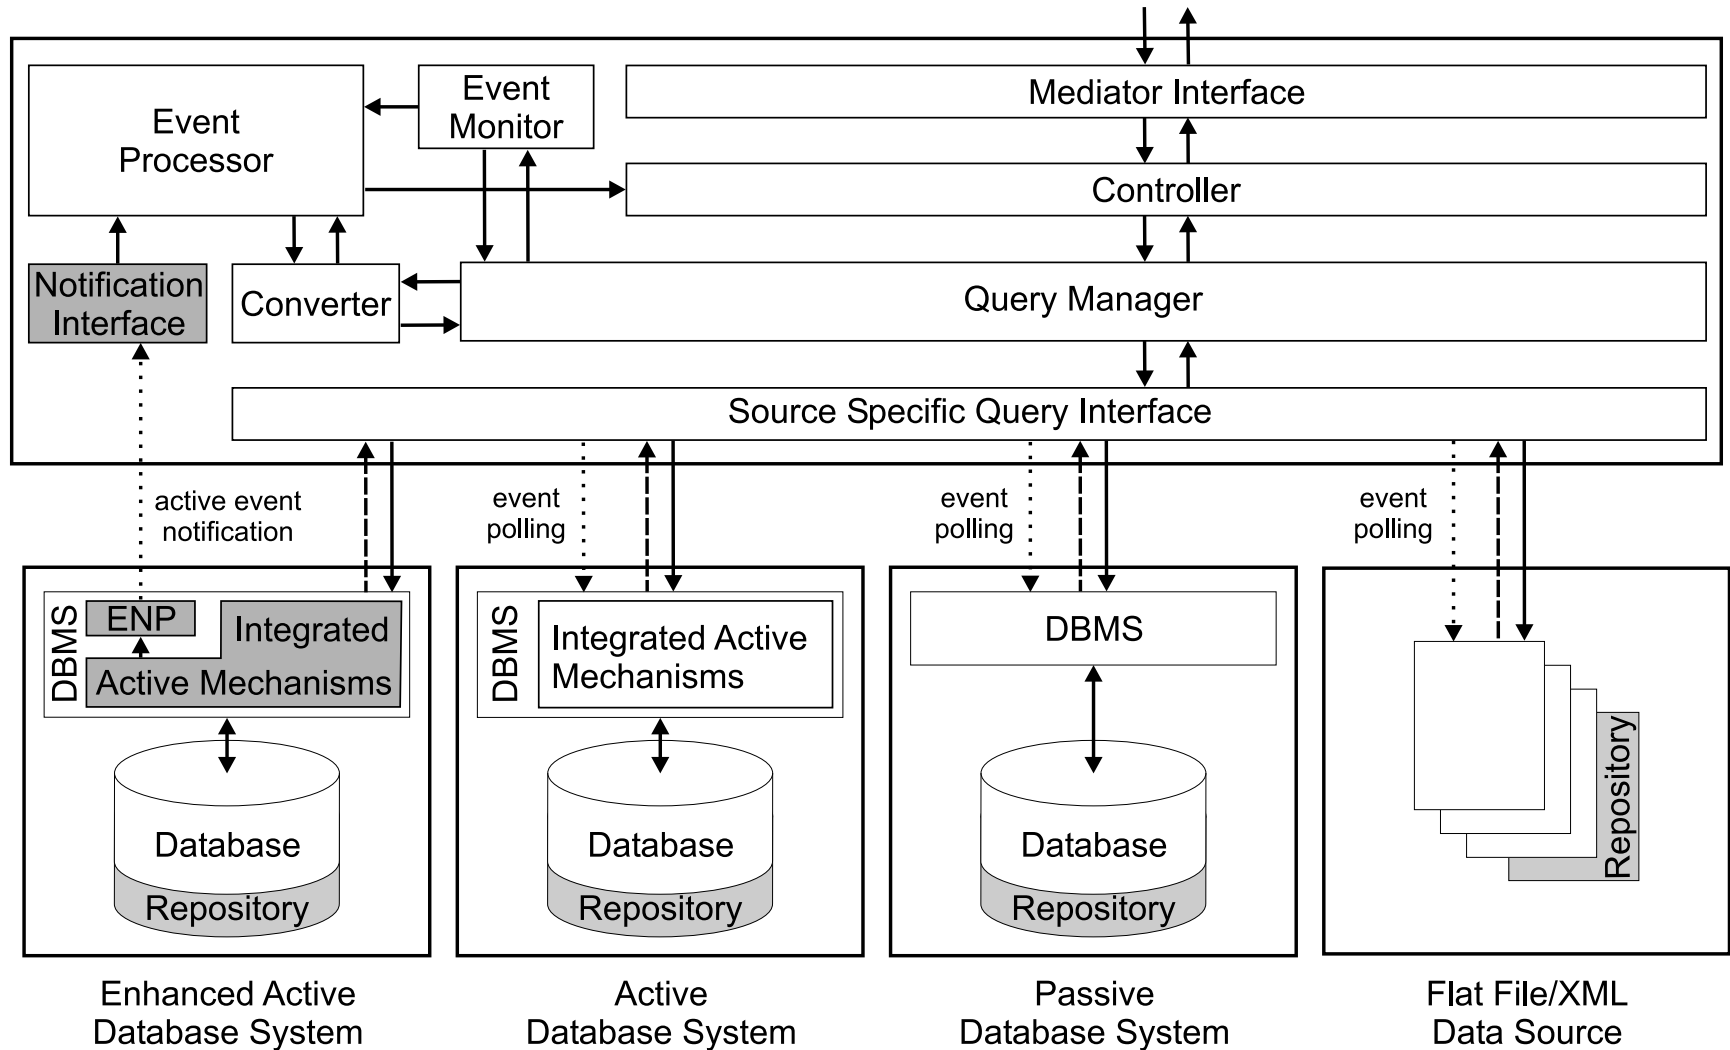 Event
Processor
Event
Monitor
Mediator Interface
Controller
Notification
Interface
Converter
Query Manager
Source Specific Query Interface
active event
notification
event
polling
event
polling
event
polling
DBMS
ENP
Integrated
Active Mechanisms
Database
Repository
DBMS
Integrated Active
Mechanisms
Database
Repository
DBMS
Database
Repository
Repository
Enhanced Active
Database System
Active
Database System
Passive
Database System
Flat File/XML
Data Source